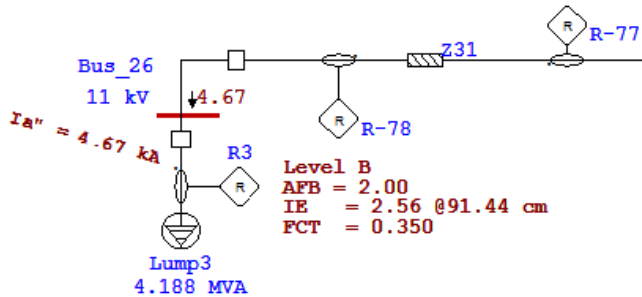 R-77
Z31
Bus_26
11 kV
4.67
R
R
R-78
Ia" = 4.67 kA
R3
R
Level B
AFB = 2.00
IE = 2.56 @91.44 cm
FCT = 0.350
Lump3
4.188 MVA